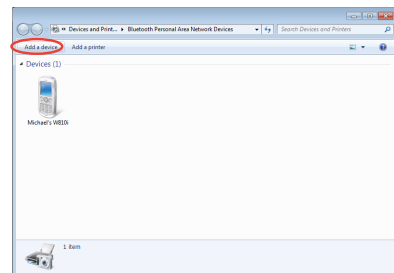 « Devices and Print... ▸ Bluetooth Personal Area Network Devices
Search Devices and Printers
Add a device
Add a printer
Devices (1)
Michael's W810i
1 item